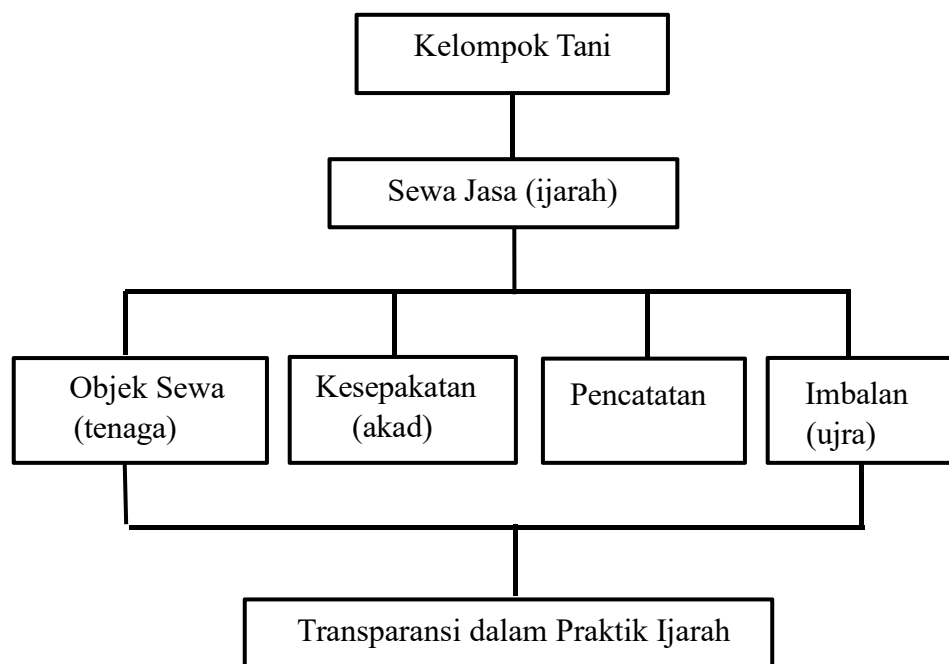 Kelompok Tani
Sewa Jasa (ijarah)
Objek Sewa
(tenaga)
Kesepakatan
(akad)
Pencatatan
Imbalan
(ujra)
Transparansi dalam Praktik Ijarah